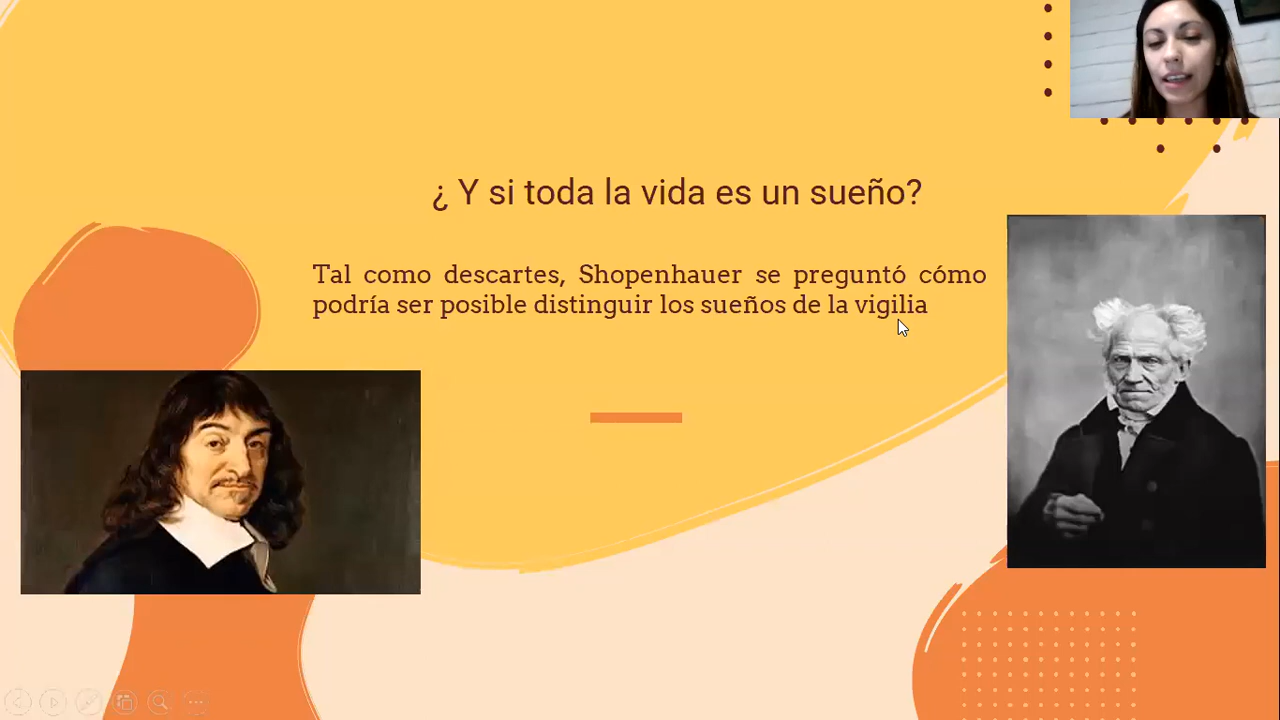 ¿ Y si toda la vida es un sueño?
Tal como descartes, Shopenhauer se preguntó cómo
podría ser posible distinguir los sueños de la vigilia